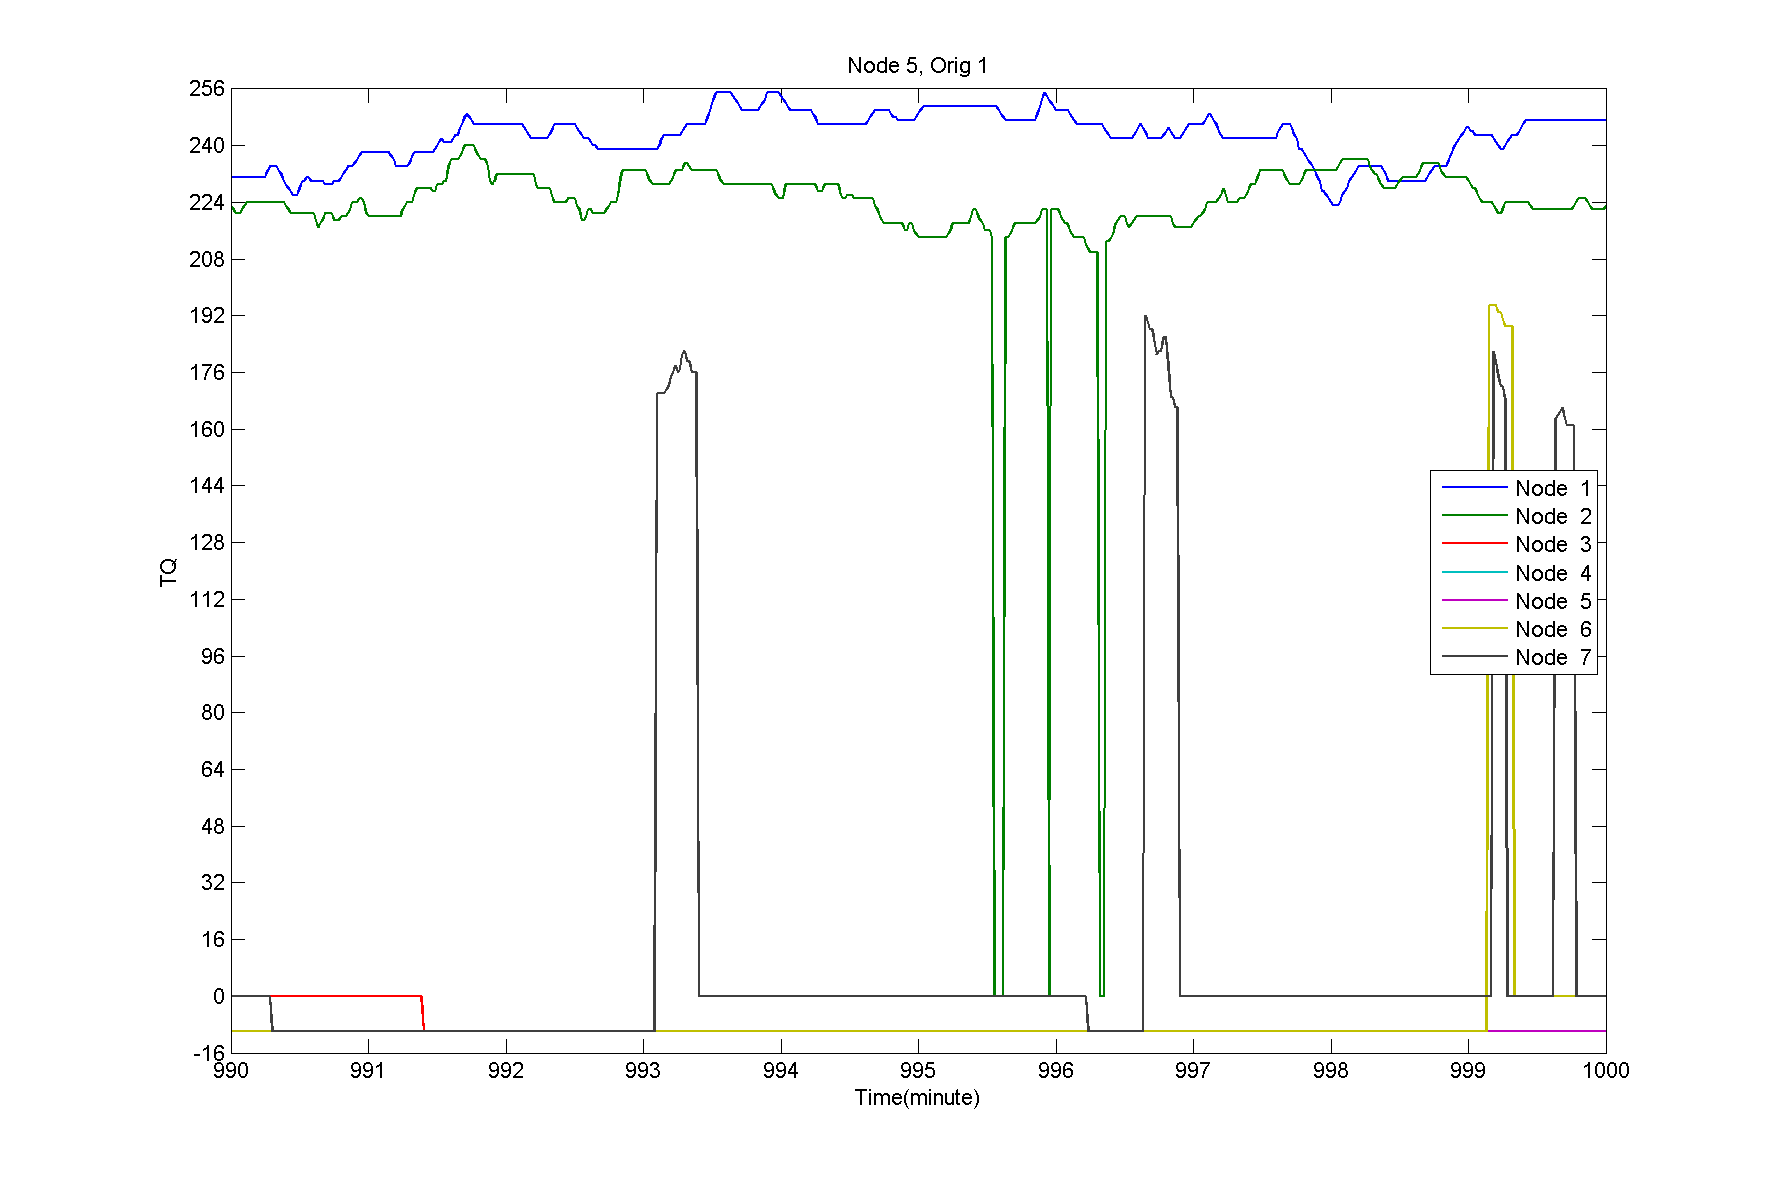 Node 5, Orig 1
256
240
224
208
192
176
160
144
128
112
96
80
64
48
32
16
0
-16
TQ
990 991 992 993 994 995 996 997 998 999 1000
Time(minute)
Node 1
Node 2
Node 3
Node 4
Node 5
Node 6
Node 7